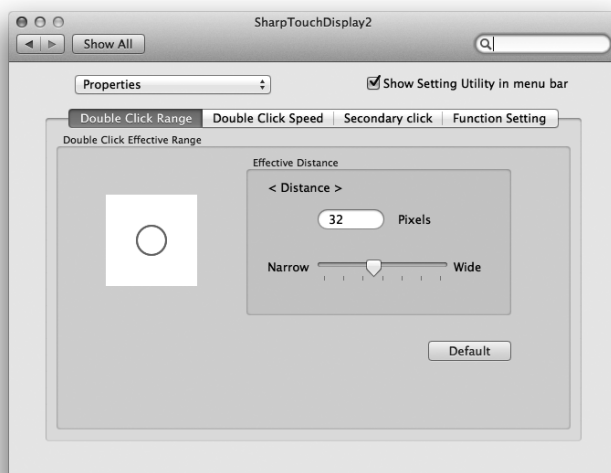 SharpTouchDisplay2
Show All
Properties
Show Setting Utility in menu bar
Double Click Range Double Click Speed Secondary click Function Setting
Double Click Effective Range
Effective Distance
< Distance >
32 Pixels
Narrow Wide
Default